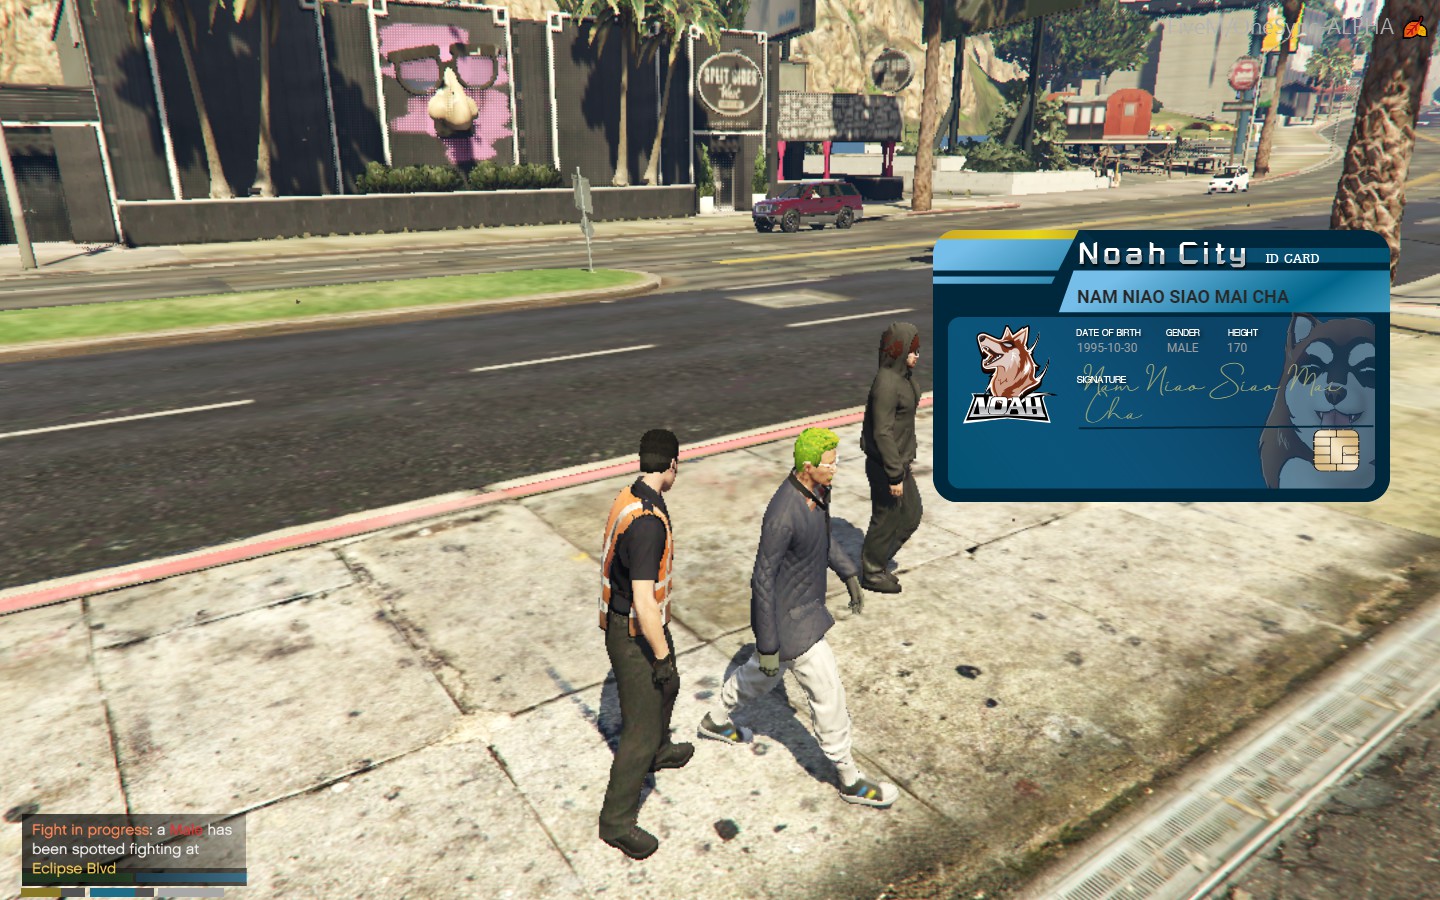 ALPHA
SPLIT SIDES
Noah City ID CARD
NAM NIAO SIAO MAI CHA
DATE OF BIRTH GENDER HEIGHT
1995-10-30 MALE 170
SIGNATURE
Nam Niao Siao Mai
Cha
NOAH
Fight in progress: a Male has
been spotted fighting at
Eclipse Blvd